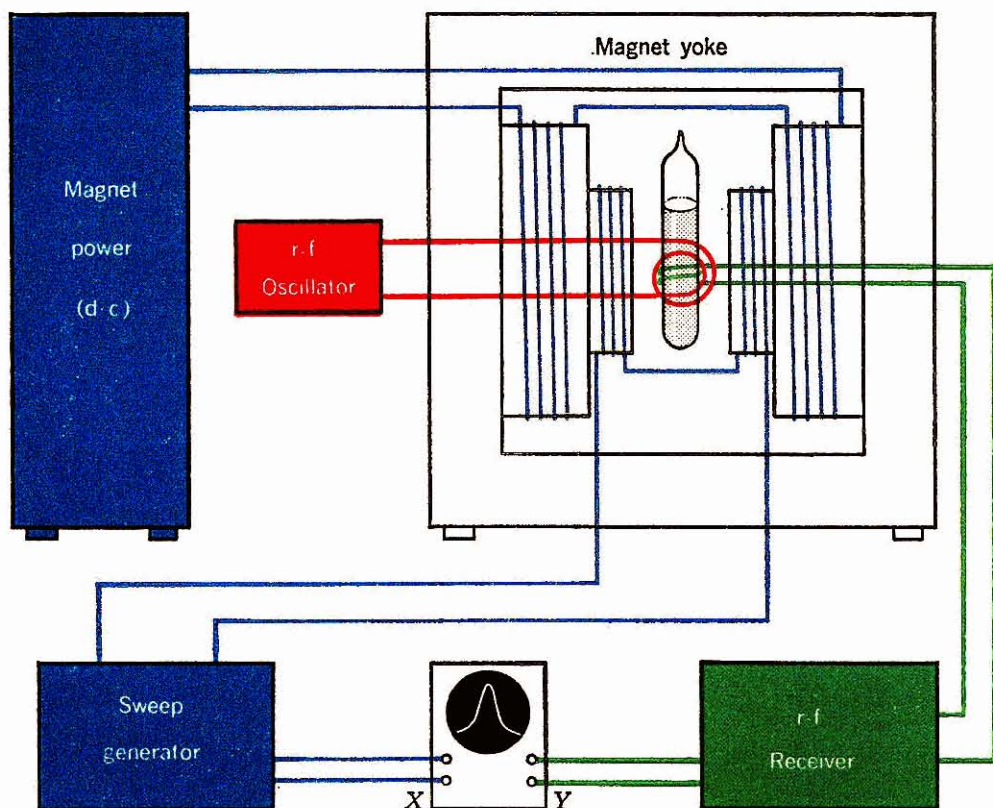 .Magnet yoke
Magnet
power
(d·c)
r·f
Oscillator
Sweep
generator
r·f
Receiver
X
Y